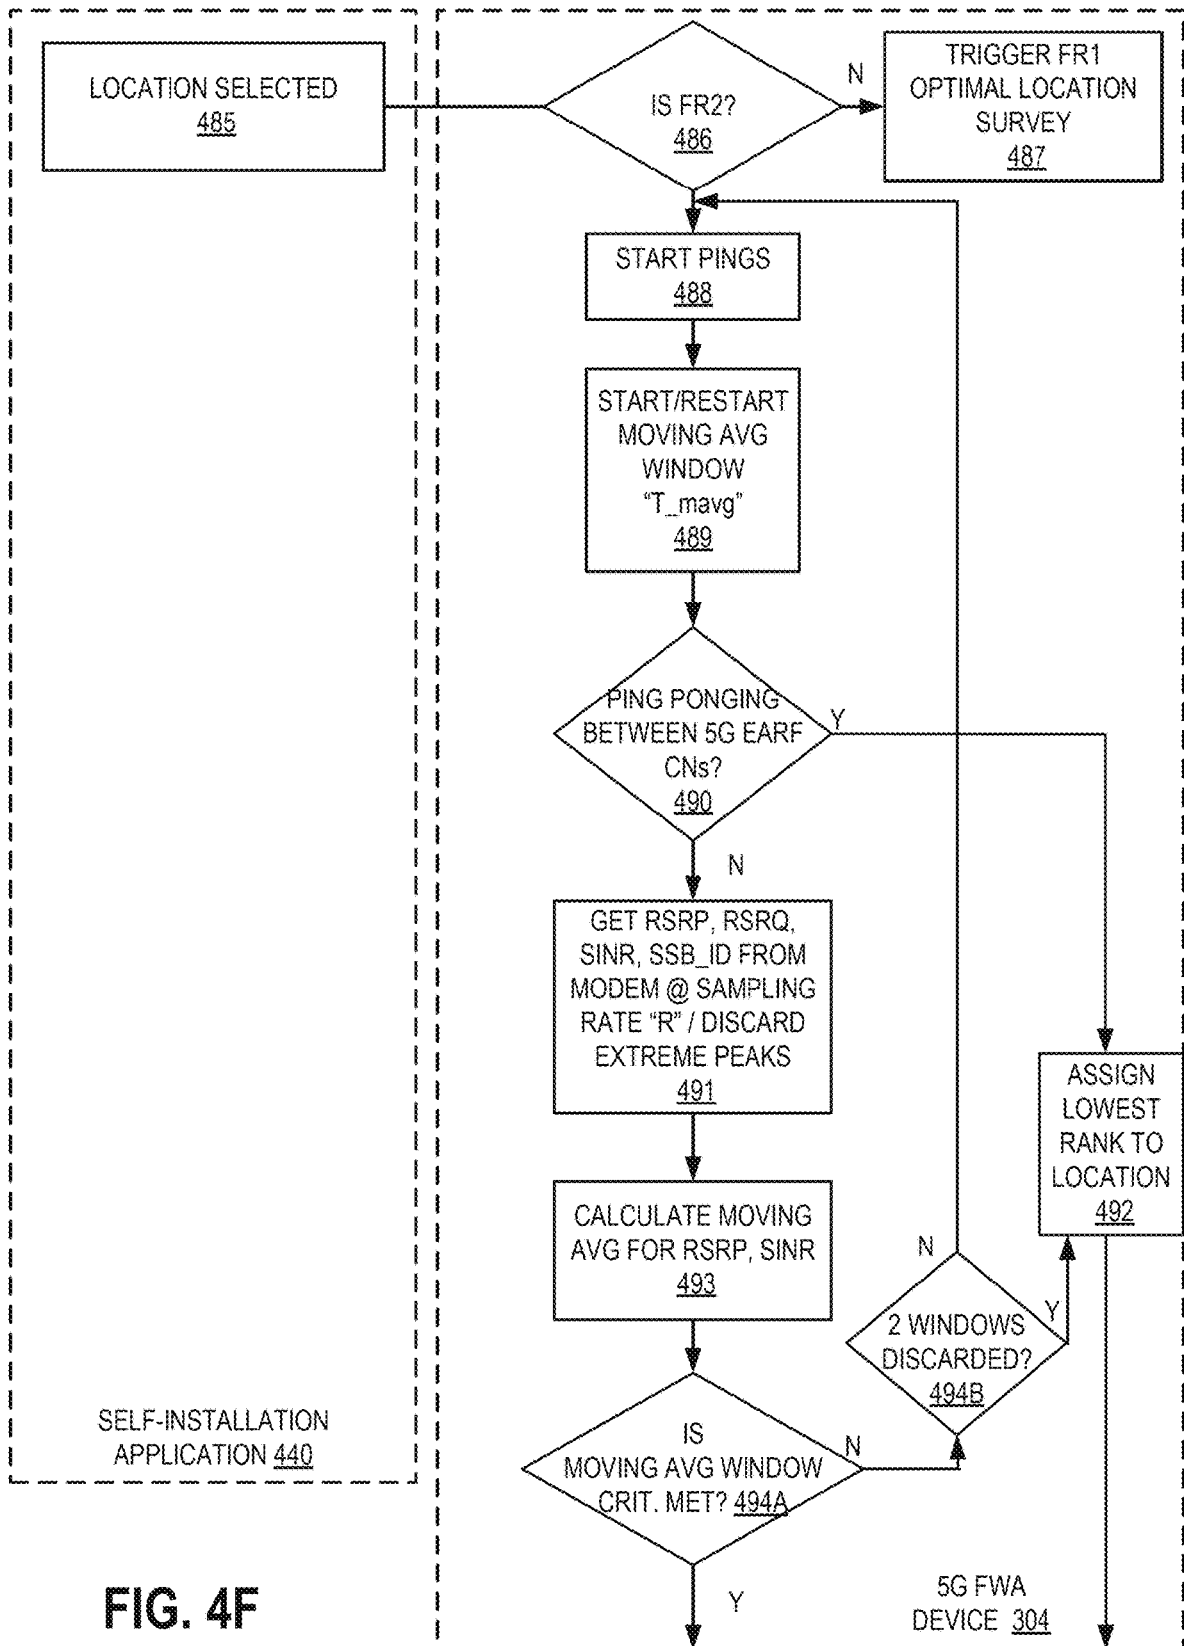 LOCATION SELECTED
485
IS FR2?
486
N
TRIGGER FR1
OPTIMAL LOCATION
SURVEY
487
START PINGS
488
START/RESTART
MOVING AVG
WINDOW
“T_mavg”
489
PING PONGING
BETWEEN 5G EARF
CNs?
490
Y
N
GET RSRP, RSRQ,
SINR, SSB_ID FROM
MODEM @ SAMPLING
RATE “R” / DISCARD
EXTREME PEAKS
491
ASSIGN
LOWEST
RANK TO
LOCATION
492
CALCULATE MOVING
AVG FOR RSRP, SINR
493
N
2 WINDOWS
DISCARDED?
494B
Y
IS
MOVING AVG WINDOW
CRIT. MET? 494A
N
Y
SELF-INSTALLATION
APPLICATION 440
5G FWA
DEVICE 304
FIG. 4F